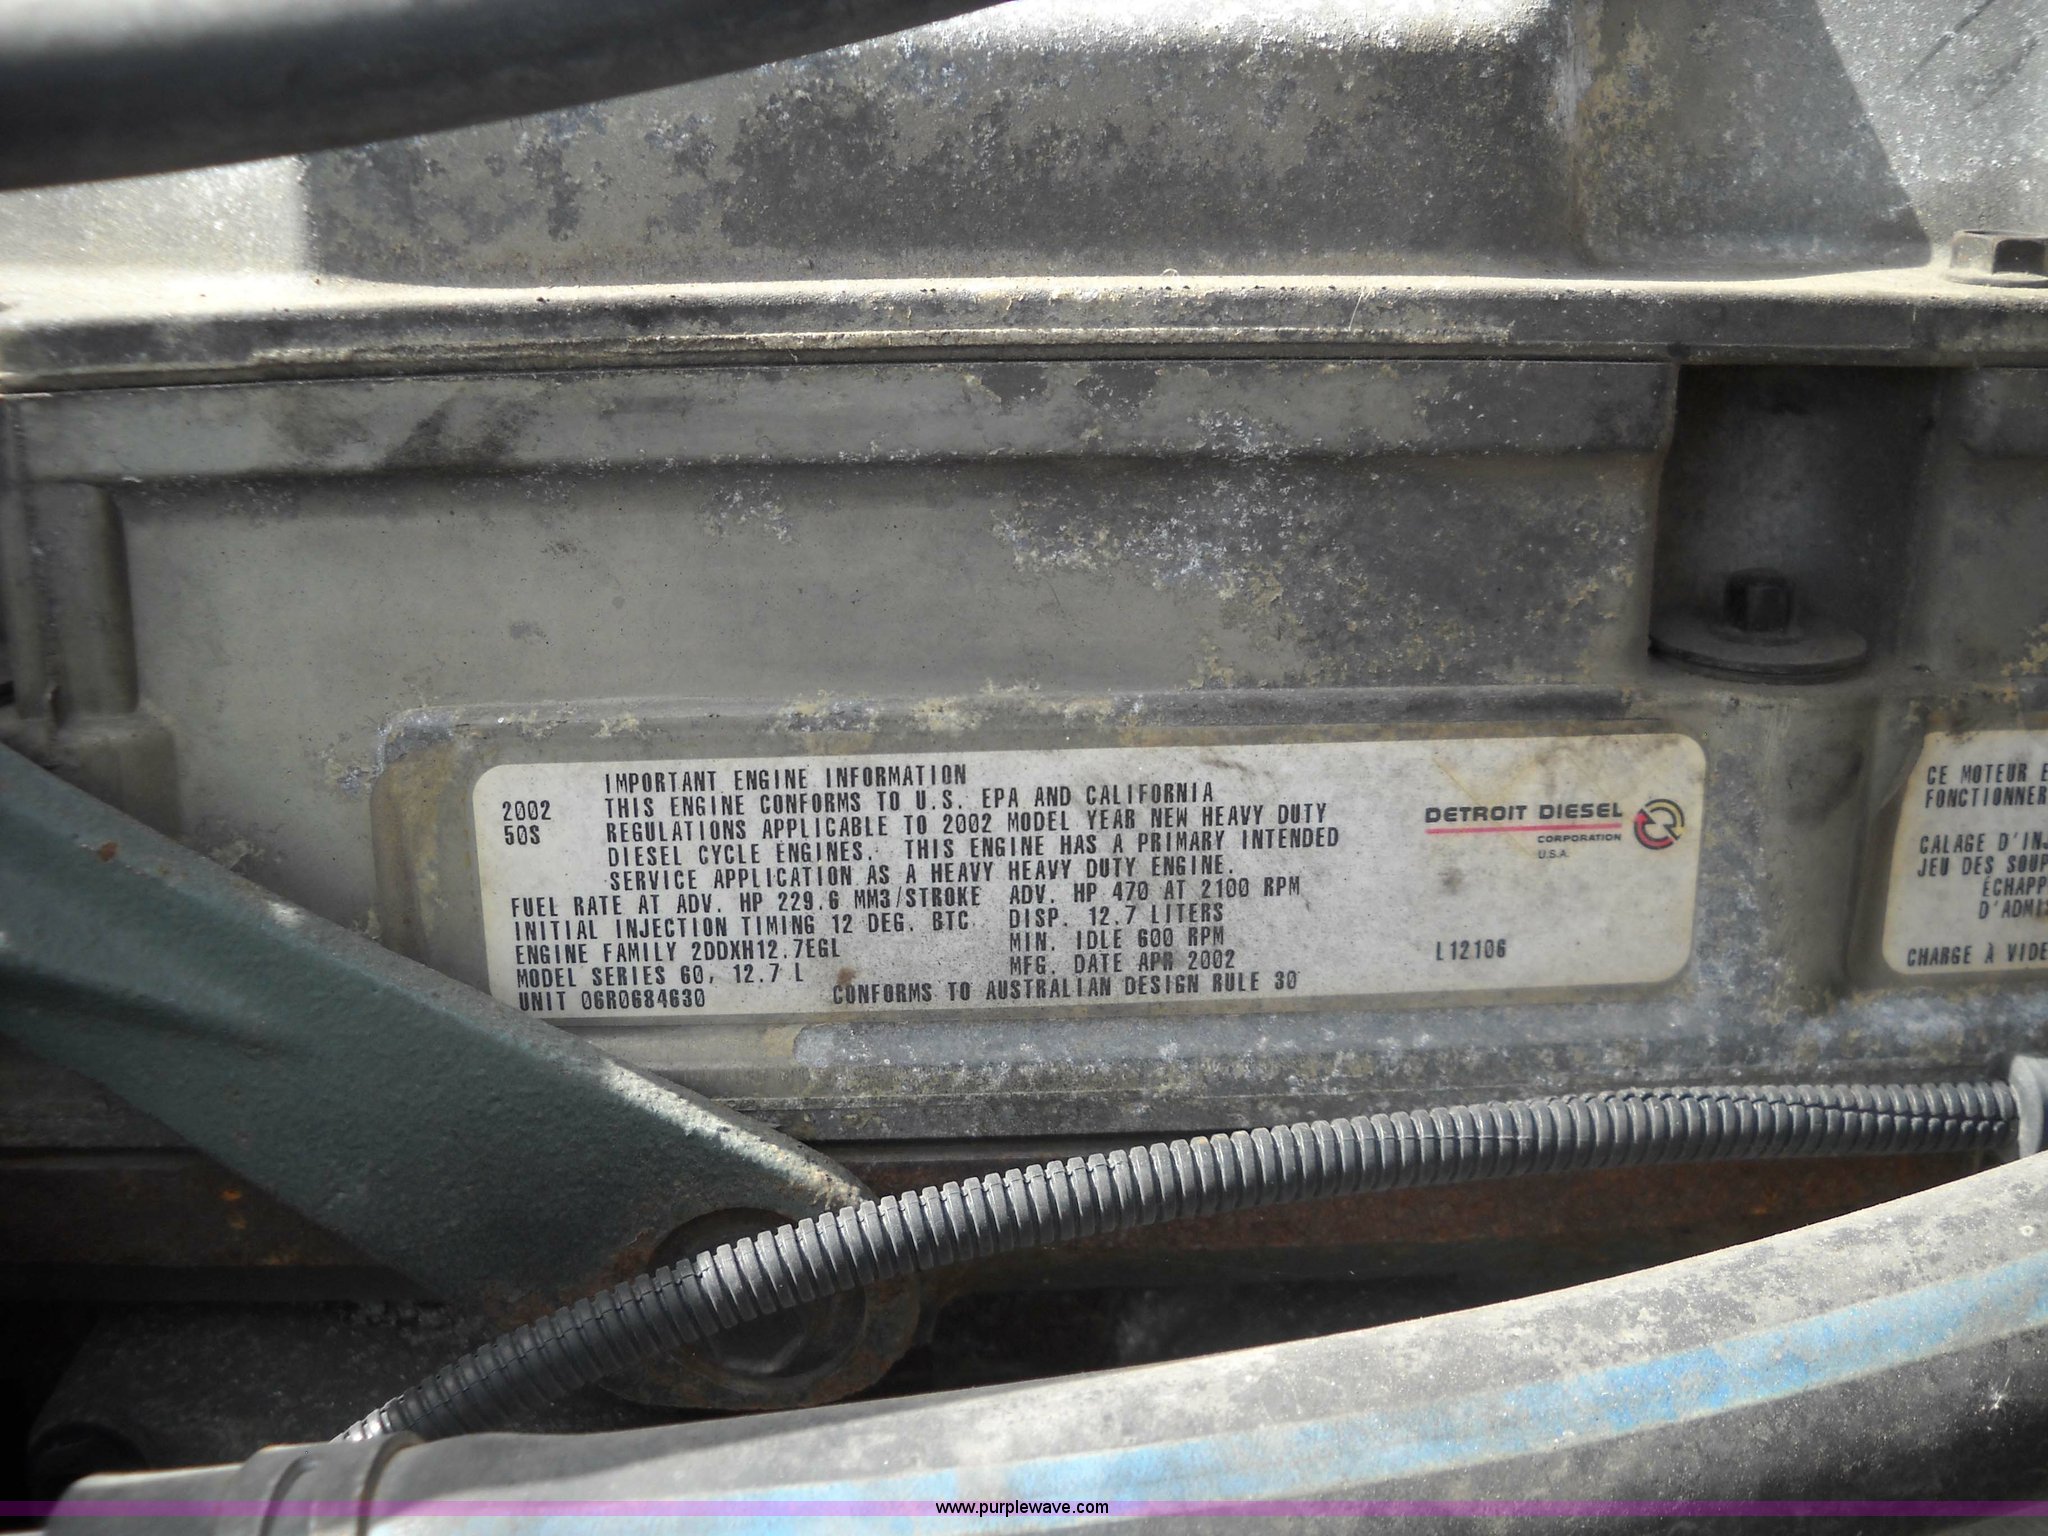 IMPORTANT ENGINE INFORMATION
2002 THIS ENGINE CONFORMS TO U.S. EPA AND CALIFORNIA
50S REGULATIONS APPLICABLE TO 2002 MODEL YEAR NEW HEAVY DUTY
DIESEL CYCLE ENGINES. THIS ENGINE HAS A PRIMARY INTENDED
SERVICE APPLICATION AS A HEAVY HEAVY DUTY ENGINE.
FUEL RATE AT ADV. HP 229.6 MM3/STROKE ADV. HP 470 AT 2100 RPM
INITIAL INJECTION TIMING 12 DEG. BTC DISP. 12.7 LITERS
ENGINE FAMILY 2DDXH12.7EGL MIN. IDLE 600 RPM
MODEL SERIES 60, 12.7 L MFG. DATE APR 2002
UNIT 06R0684630 CONFORMS TO AUSTRALIAN DESIGN RULE 30
DETROIT DIESEL
CORPORATION
U.S.A.
L12106
CE MOTEUR E
FONCTIONNER
CALAGE D'INJ
JEU DES SOUP
ÉCHAPP
D'ADMIS
CHARGE À VIDE
www.purplewave.com